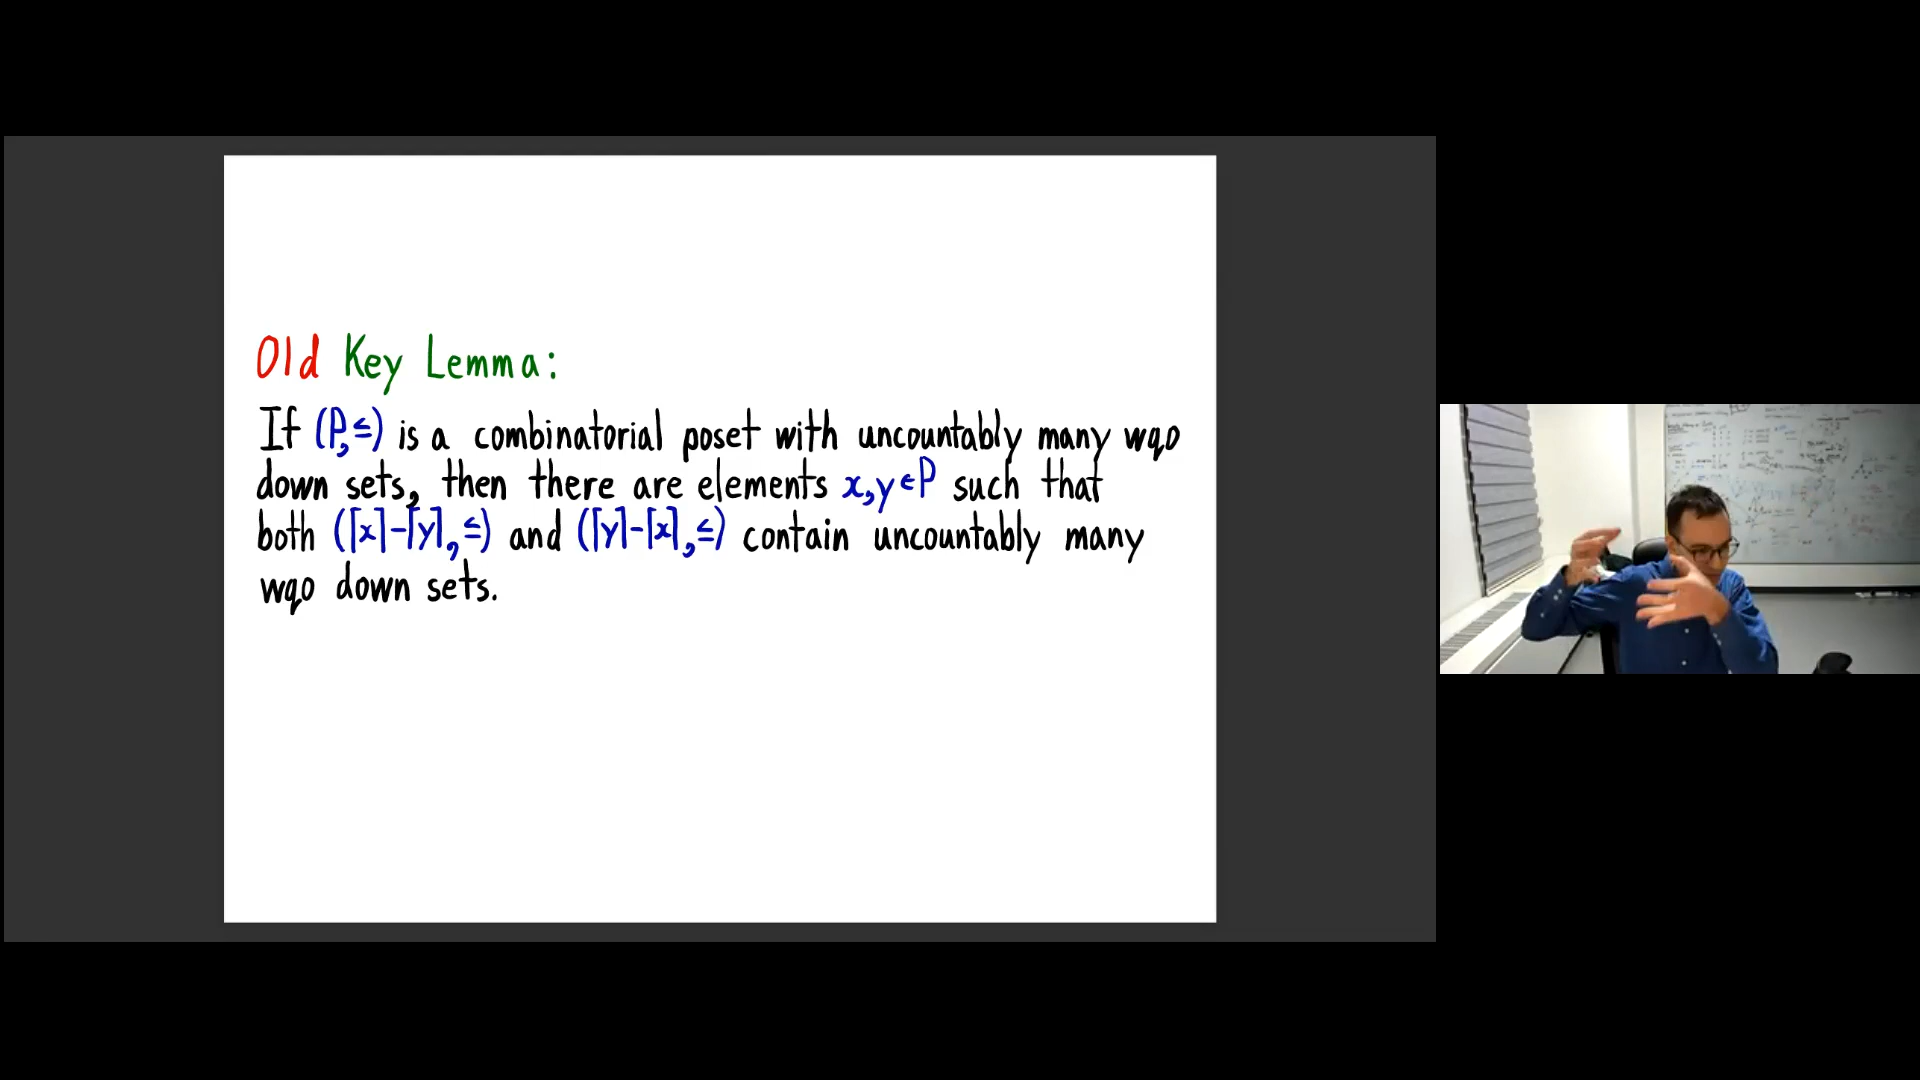 Old Key Lemma:
If (P,≤) is a combinatorial poset with uncountably many wqo
down sets, then there are elements x,y∈P such that
both (⌈x⌉-⌈y⌉,≤) and (⌈y⌉-⌈x⌉,≤) contain uncountably many
wqo down sets.